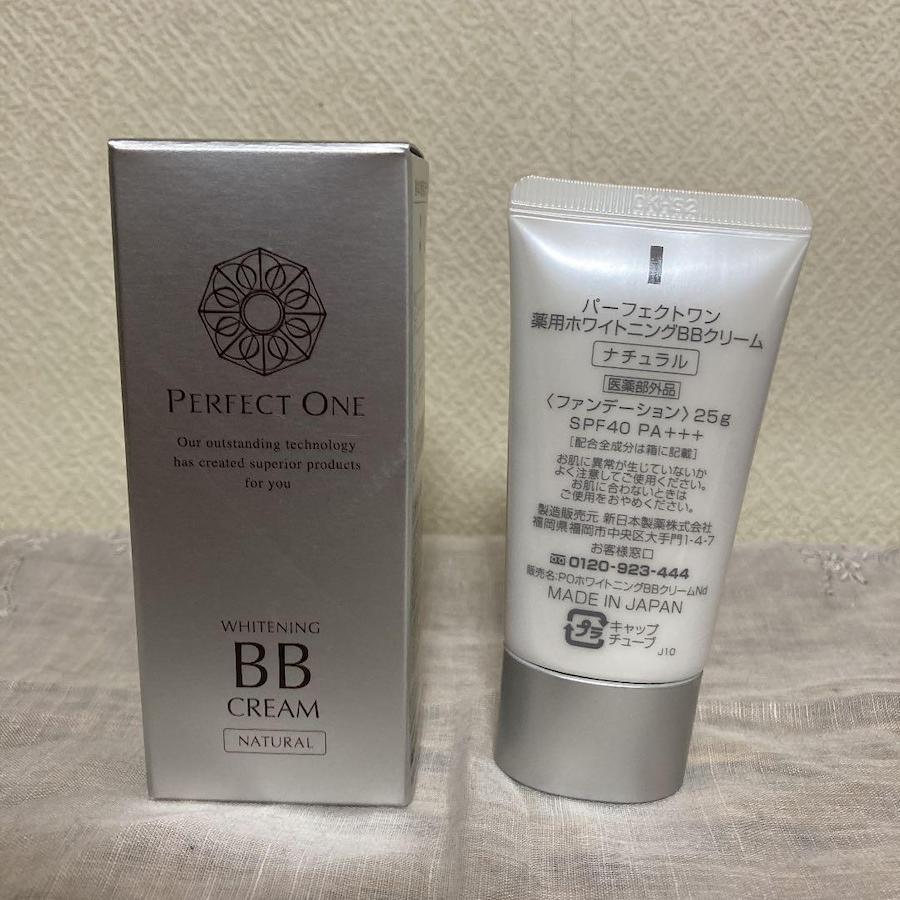 PERFECT ONE
Our outstanding technology
has created superior products
for you
WHITENING
BB
CREAM
NATURAL
パーフェクトワン
薬用ホワイトニングBBクリーム
ナチュラル
医薬部外品
〈ファンデーション〉25g
SPF40 PA+++
[配合全成分は箱に記載]
お肌に異常が生じていないか
よく注意してご使用ください。
お肌に合わないときは
ご使用をおやめください。
製造販売元 新日本製薬株式会社
福岡県福岡市中央区大手門1-4-7
お客様窓口
0120-923-444
販売名:POホワイトニングBBクリームNd
MADE IN JAPAN
プラ
キャップ
チューブ
J10